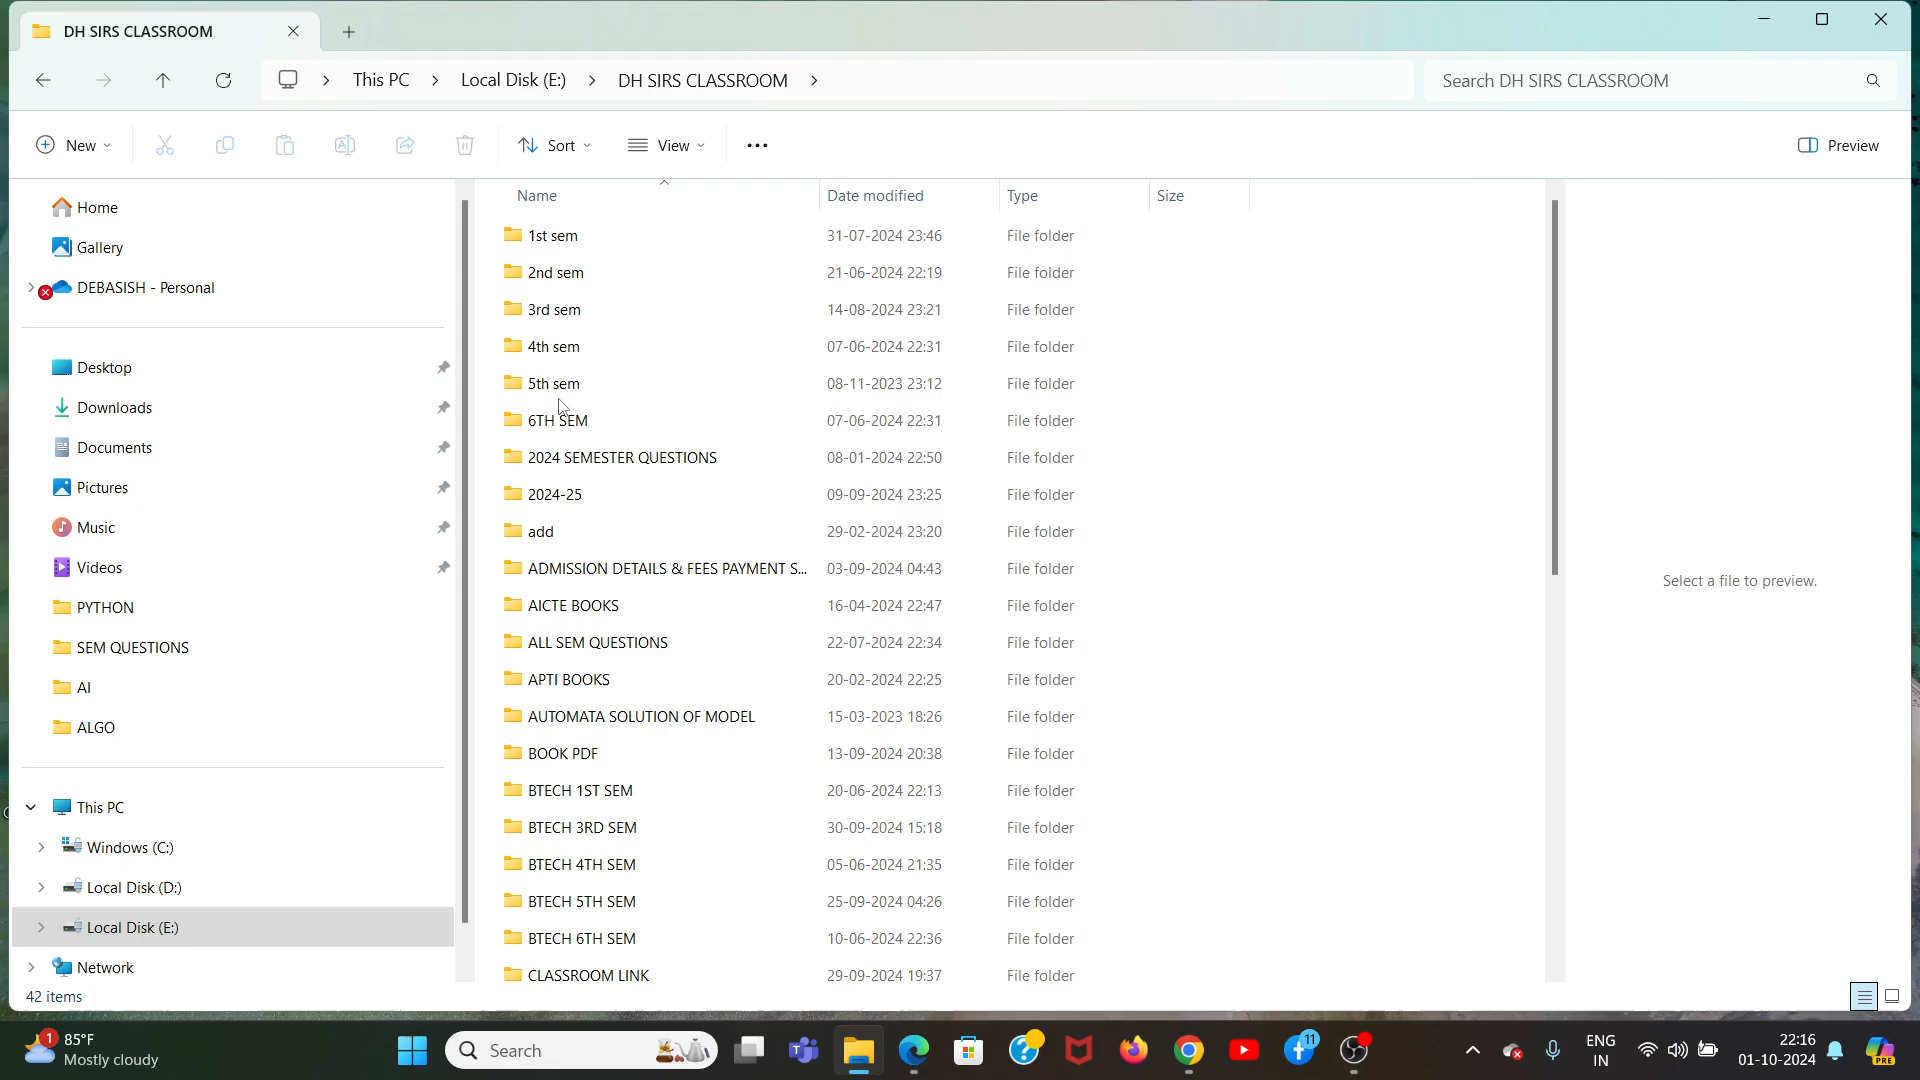 DH SIRS CLASSROOM
This PC > Local Disk (E:) > DH SIRS CLASSROOM >
Search DH SIRS CLASSROOM
New
Sort
View
Preview
Home
Gallery
DEBASISH - Personal
Desktop
Downloads
Documents
Pictures
Music
Videos
PYTHON
SEM QUESTIONS
AI
ALGO
This PC
Windows (C:)
Local Disk (D:)
Local Disk (E:)
Network
42 items
Name Date modified Type Size
1st sem 31-07-2024 23:46 File folder
2nd sem 21-06-2024 22:19 File folder
3rd sem 14-08-2024 23:21 File folder
4th sem 07-06-2024 22:31 File folder
5th sem 08-11-2023 23:12 File folder
6TH SEM 07-06-2024 22:31 File folder
2024 SEMESTER QUESTIONS 08-01-2024 22:50 File folder
2024-25 09-09-2024 23:25 File folder
add 29-02-2024 23:20 File folder
ADMISSION DETAILS & FEES PAYMENT S... 03-09-2024 04:43 File folder
AICTE BOOKS 16-04-2024 22:47 File folder
ALL SEM QUESTIONS 22-07-2024 22:34 File folder
APTI BOOKS 20-02-2024 22:25 File folder
AUTOMATA SOLUTION OF MODEL 15-03-2023 18:26 File folder
BOOK PDF 13-09-2024 20:38 File folder
BTECH 1ST SEM 20-06-2024 22:13 File folder
BTECH 3RD SEM 30-09-2024 15:18 File folder
BTECH 4TH SEM 05-06-2024 21:35 File folder
BTECH 5TH SEM 25-09-2024 04:26 File folder
BTECH 6TH SEM 10-06-2024 22:36 File folder
CLASSROOM LINK 29-09-2024 19:37 File folder
Select a file to preview.
1
85°F
Mostly cloudy
Search
11
ENG
IN
22:16
01-10-2024
PRE